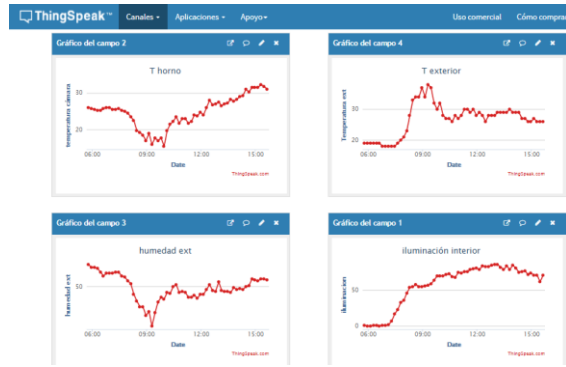 ThingSpeak™ Canales Aplicaciones Apoyo Uso comercial Cómo comprar
Gráfico del campo 2
T horno
temperatura cámara
30
20
06:00 09:00 12:00 15:00
Date
ThingSpeak.com
Gráfico del campo 4
T exterior
Temperatura ext
30
20
06:00 09:00 12:00 15:00
Date
ThingSpeak.com
Gráfico del campo 3
humedad ext
humedad ext
50
06:00 09:00 12:00 15:00
Date
ThingSpeak.com
Gráfico del campo 1
iluminación interior
iluminacion
50
0
06:00 09:00 12:00 15:00
Date
ThingSpeak.com